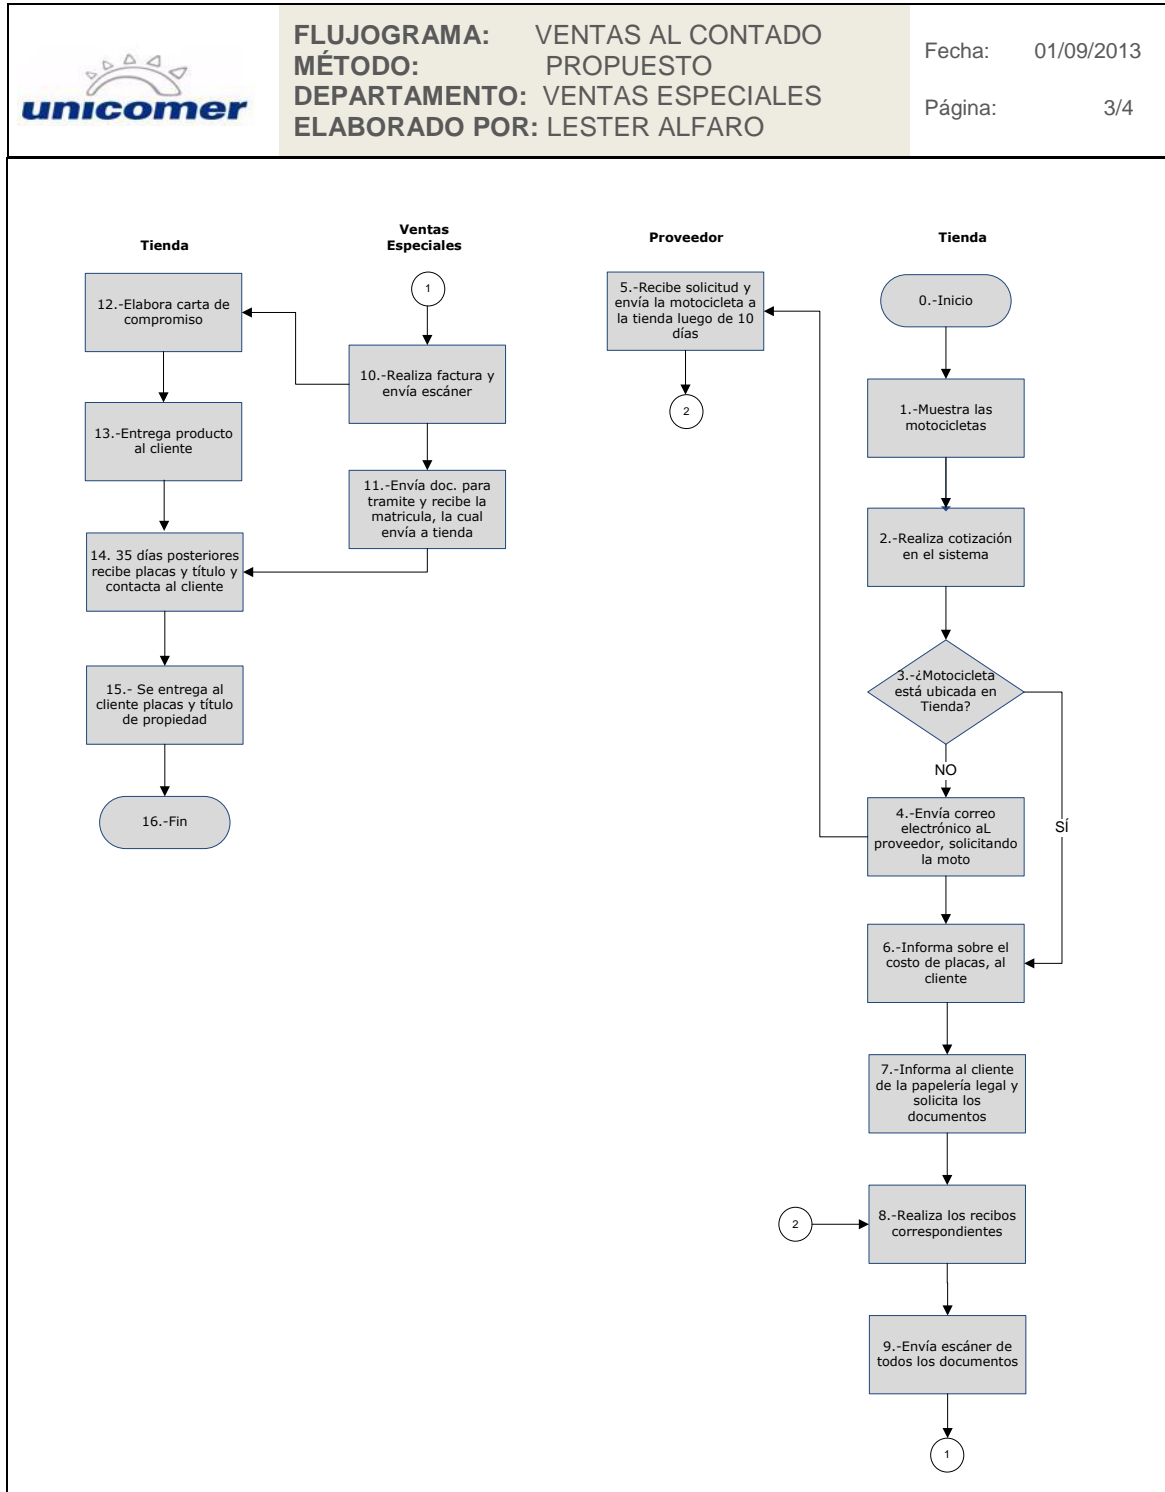 unicomer
FLUJOGRAMA: VENTAS AL CONTADO
MÉTODO: PROPUESTO
DEPARTAMENTO: VENTAS ESPECIALES
ELABORADO POR: LESTER ALFARO
Fecha: 01/09/2013
Página: 3/4
Tienda
12.-Elabora carta de
compromiso
13.-Entrega producto
al cliente
14. 35 días posteriores
recibe placas y título y
contacta al cliente
15.- Se entrega al
cliente placas y título
de propiedad
16.-Fin
Ventas
Especiales
1
10.-Realiza factura y
envía escáner
11.-Envía doc. para
tramite y recibe la
matricula, la cual
envía a tienda
Proveedor
5.-Recibe solicitud y
envía la motocicleta a
la tienda luego de 10
días
2
Tienda
0.-Inicio
1.-Muestra las
motocicletas
2.-Realiza cotización
en el sistema
3.-¿Motocicleta
está ubicada en
Tienda?
NO
SÍ
4.-Envía correo
electrónico aL
proveedor, solicitando
la moto
6.-Informa sobre el
costo de placas, al
cliente
7.-Informa al cliente
de la papelería legal y
solicita los
documentos
2
8.-Realiza los recibos
correspondientes
9.-Envía escáner de
todos los documentos
1